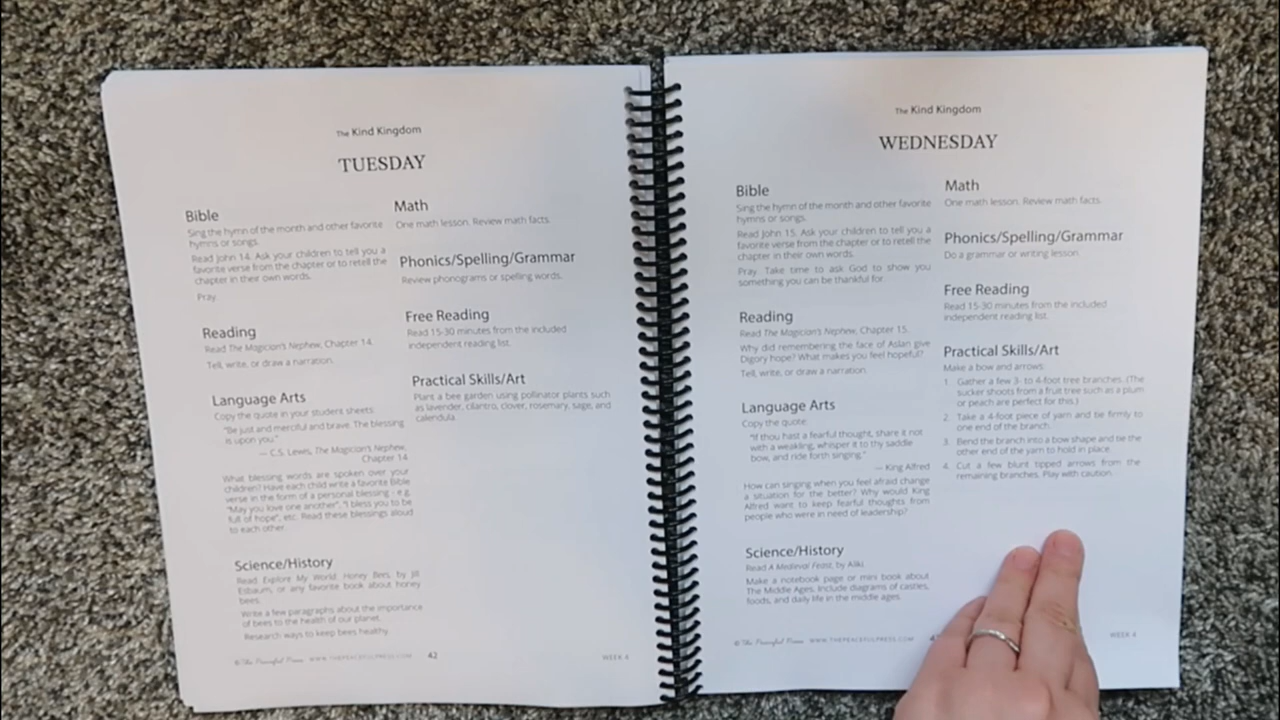 The Kind Kingdom
TUESDAY
Bible
Sing the hymn of the month and other favorite
hymns or songs.
Read John 14. Ask your children to tell you a
favorite verse from the chapter or to retell the
chapter in their own words.
Pray.
Reading
Read The Magician's Nephew, Chapter 14.
Tell, write, or draw a narration.
Language Arts
Copy the quote in your student sheets.
"Be just and merciful and brave. The blessing
is upon you."
— C.S. Lewis, The Magician's Nephew,
Chapter 14
What blessing words are spoken over your
children? Have each child write a favorite Bible
verse in the form of a personal blessing - e.g.
"May you love one another", "I bless you to be
full of hope", etc. Read these blessings aloud
to each other.
Science/History
Read Explore My World: Honey Bees, by Jill
Esbaum, or any favorite book about honey
bees.
Write a few paragraphs about the importance
of bees to the health of our planet.
Research ways to keep bees healthy.
Math
One math lesson. Review math facts.
Phonics/Spelling/Grammar
Review phonograms or spelling words.
Free Reading
Read 15-30 minutes from the included
independent reading list.
Practical Skills/Art
Plant a bee garden using pollinator plants such
as lavender, cilantro, clover, rosemary, sage, and
calendula.
© The Peaceful Press WWW.THEPEACEFULPRESS.COM 42 WEEK 4
The Kind Kingdom
WEDNESDAY
Bible
Sing the hymn of the month and other favorite
hymns or songs.
Read John 15. Ask your children to tell you a
favorite verse from the chapter or to retell the
chapter in their own words.
Pray. Take time to ask God to show you
something you can be thankful for.
Reading
Read The Magician's Nephew, Chapter 15.
Why did remembering the face of Aslan give
Digory hope? What makes you feel hopeful?
Tell, write, or draw a narration.
Language Arts
Copy the quote.
"If thou hast a fearful thought, share it not
with a weakling, whisper it to thy saddle
bow, and ride forth singing."
— King Alfred
How can singing when you feel afraid change
a situation for the better? Why would King
Alfred want to keep fearful thoughts from
people who were in need of leadership?
Science/History
Read A Medieval Feast, by Aliki.
Make a notebook page or mini book about
The Middle Ages. Include diagrams of castles,
foods, and daily life in the middle ages.
Math
One math lesson. Review math facts.
Phonics/Spelling/Grammar
Do a grammar or writing lesson.
Free Reading
Read 15-30 minutes from the included
independent reading list.
Practical Skills/Art
Make a bow and arrows.
1. Gather a few 3- to 4-foot tree branches. (The
sucker shoots from a fruit tree such as a plum
or peach are perfect for this.)
2. Take a 4-foot piece of yarn and tie firmly to
one end of the branch.
3. Bend the branch into a bow shape and tie the
other end of the yarn to hold in place.
4. Cut a few blunt tipped arrows from the
remaining branches. Play with caution.
© The Peaceful Press WWW.THEPEACEFULPRESS.COM WEEK 4